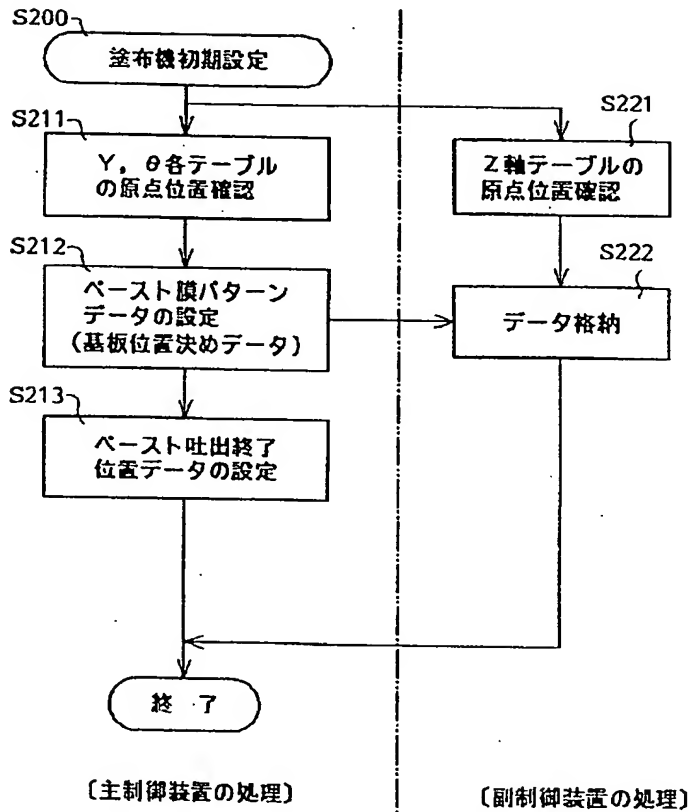 S200
塗布機初期設定
S211
Y，θ各テーブル
の原点位置確認
S221
Z軸テーブルの
原点位置確認
S212
ペースト膜パターン
データの設定
(基板位置決めデータ)
S222
データ格納
S213
ペースト吐出終了
位置データの設定
終 了
〔主制御装置の処理〕
〔副制御装置の処理〕